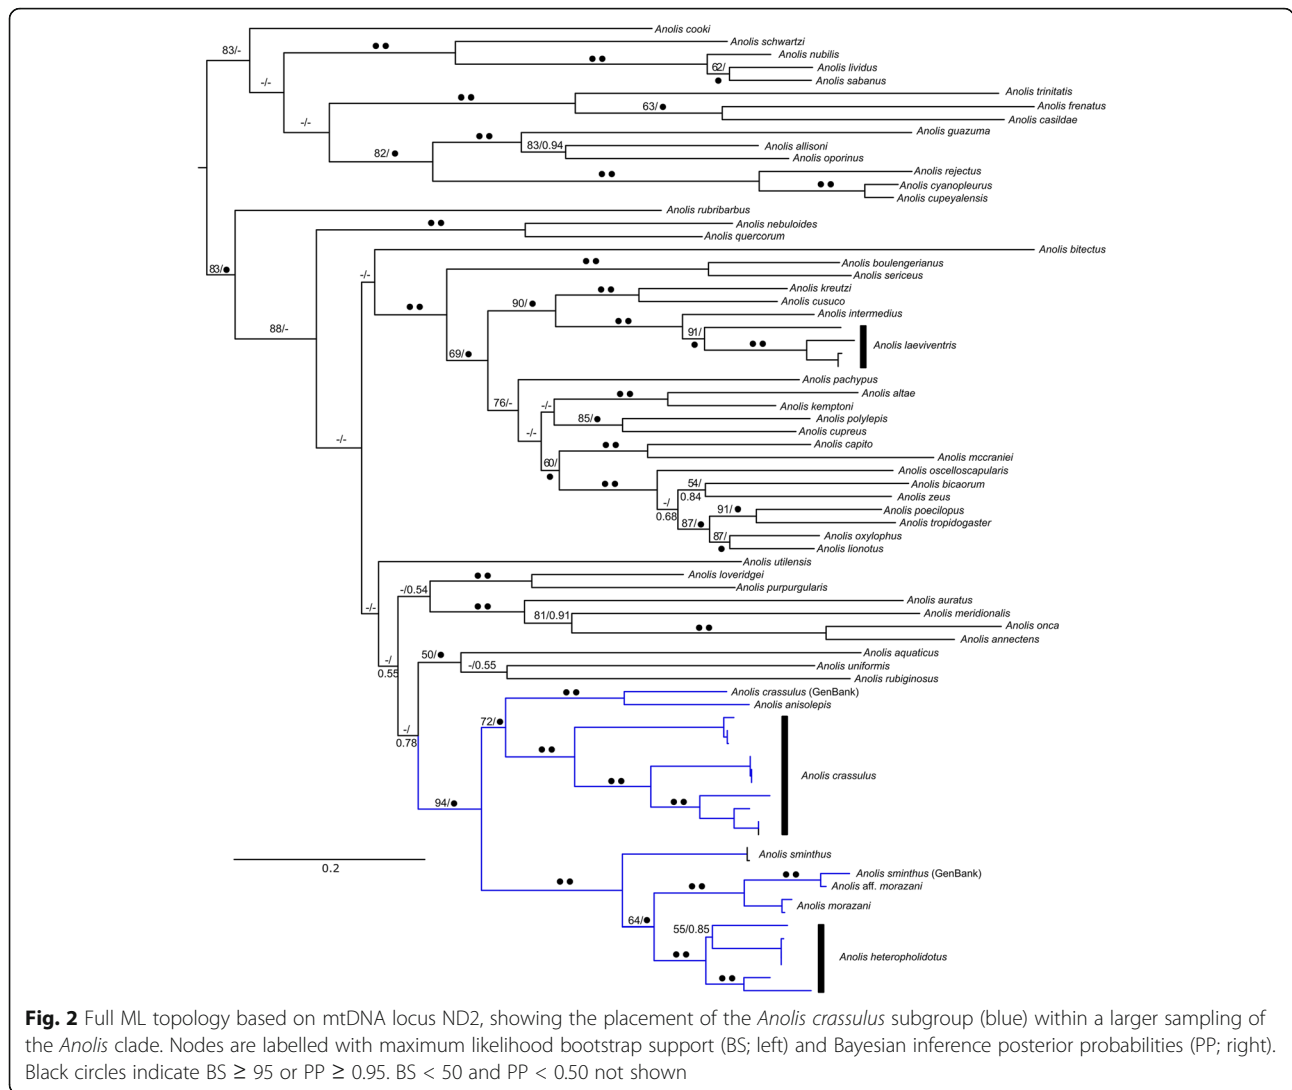 Anolis cooki
83/-
Anolis schwartzi
Anolis nubilis
62/●
Anolis lividus
Anolis sabanus
-/-
Anolis trinitatis
63/●
Anolis frenatus
Anolis casildae
-/-
Anolis guazuma
83/0.94
Anolis allisoni
82/●
Anolis oporinus
Anolis rejectus
Anolis cyanopleurus
Anolis cupeyalensis
Anolis rubribarbus
Anolis nebuloides
Anolis quercorum
83/●
Anolis bitectus
-/-
Anolis boulengerianus
Anolis sericeus
Anolis kreutzi
90/●
Anolis cusuco
Anolis intermedius
88/-
91/●
Anolis laeviventris
69/●
Anolis pachypus
Anolis altae
76/-
-/-
Anolis kemptoni
85/●
Anolis polylepis
-/-
Anolis cupreus
-/-
Anolis capito
Anolis mccraniei
60/●
Anolis oscelloscapularis
54/0.84
Anolis bicaorum
Anolis zeus
-/0.68
91/●
Anolis poecilopus
87/●
Anolis tropidogaster
87/●
Anolis oxylophus
Anolis lionotus
Anolis utilensis
Anolis loveridgei
-/0.54
Anolis purpurgularis
Anolis auratus
-/-
81/0.91
Anolis meridionalis
Anolis onca
Anolis annectens
50/●
Anolis aquaticus
-/0.55
-/0.55
Anolis uniformis
Anolis rubiginosus
Anolis crassulus (GenBank)
Anolis anisolepis
72/●
-/0.78
Anolis crassulus
94/●
0.2
Anolis sminthus
Anolis sminthus (GenBank)
Anolis aff. morazani
Anolis morazani
64/●
55/0.85
Anolis heteropholidotus
Fig. 2 Full ML topology based on mtDNA locus ND2, showing the placement of the Anolis crassulus subgroup (blue) within a larger sampling of
the Anolis clade. Nodes are labelled with maximum likelihood bootstrap support (BS; left) and Bayesian inference posterior probabilities (PP; right).
Black circles indicate BS ≥ 95 or PP ≥ 0.95. BS < 50 and PP < 0.50 not shown